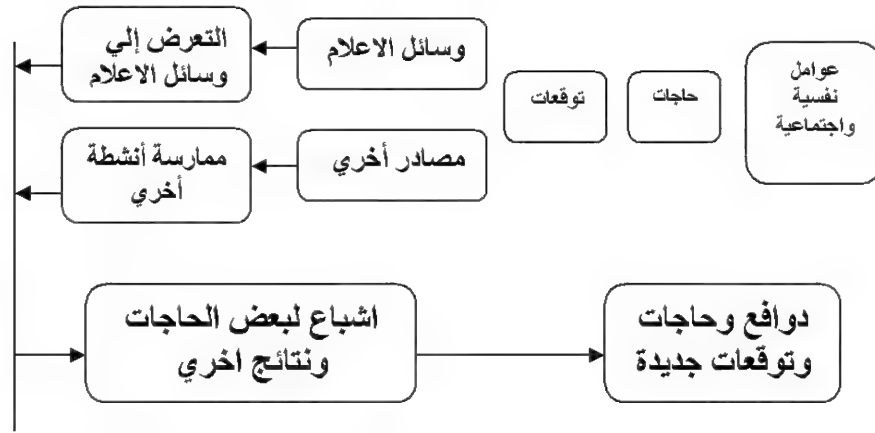 عوامل
نفسية
واجتماعية
حاجات
توقعات
وسائل الاعلام
التعرض إلي
وسائل الاعلام
مصادر أخري
ممارسة أنشطة
أخري
اشباع لبعض الحاجات
ونتائج اخري
دوافع وحاجات
وتوقعات جديدة